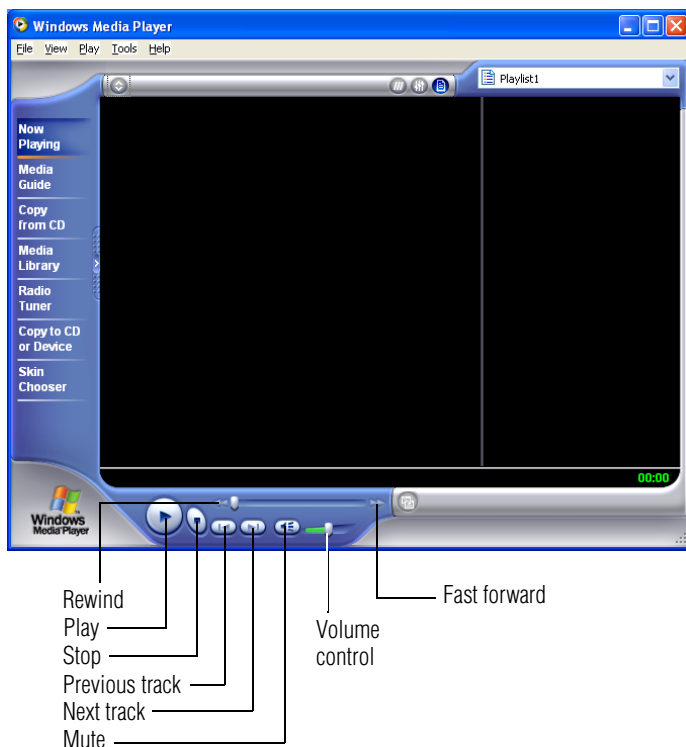 Windows Media Player
File View Play Tools Help
Playlist1
Now
Playing
Media
Guide
Copy
from CD
Media
Library
Radio
Tuner
Copy to CD
or Device
Skin
Chooser
00:00
Windows
Media Player
Rewind
Play
Stop
Previous track
Next track
Mute
Volume
control
Fast forward